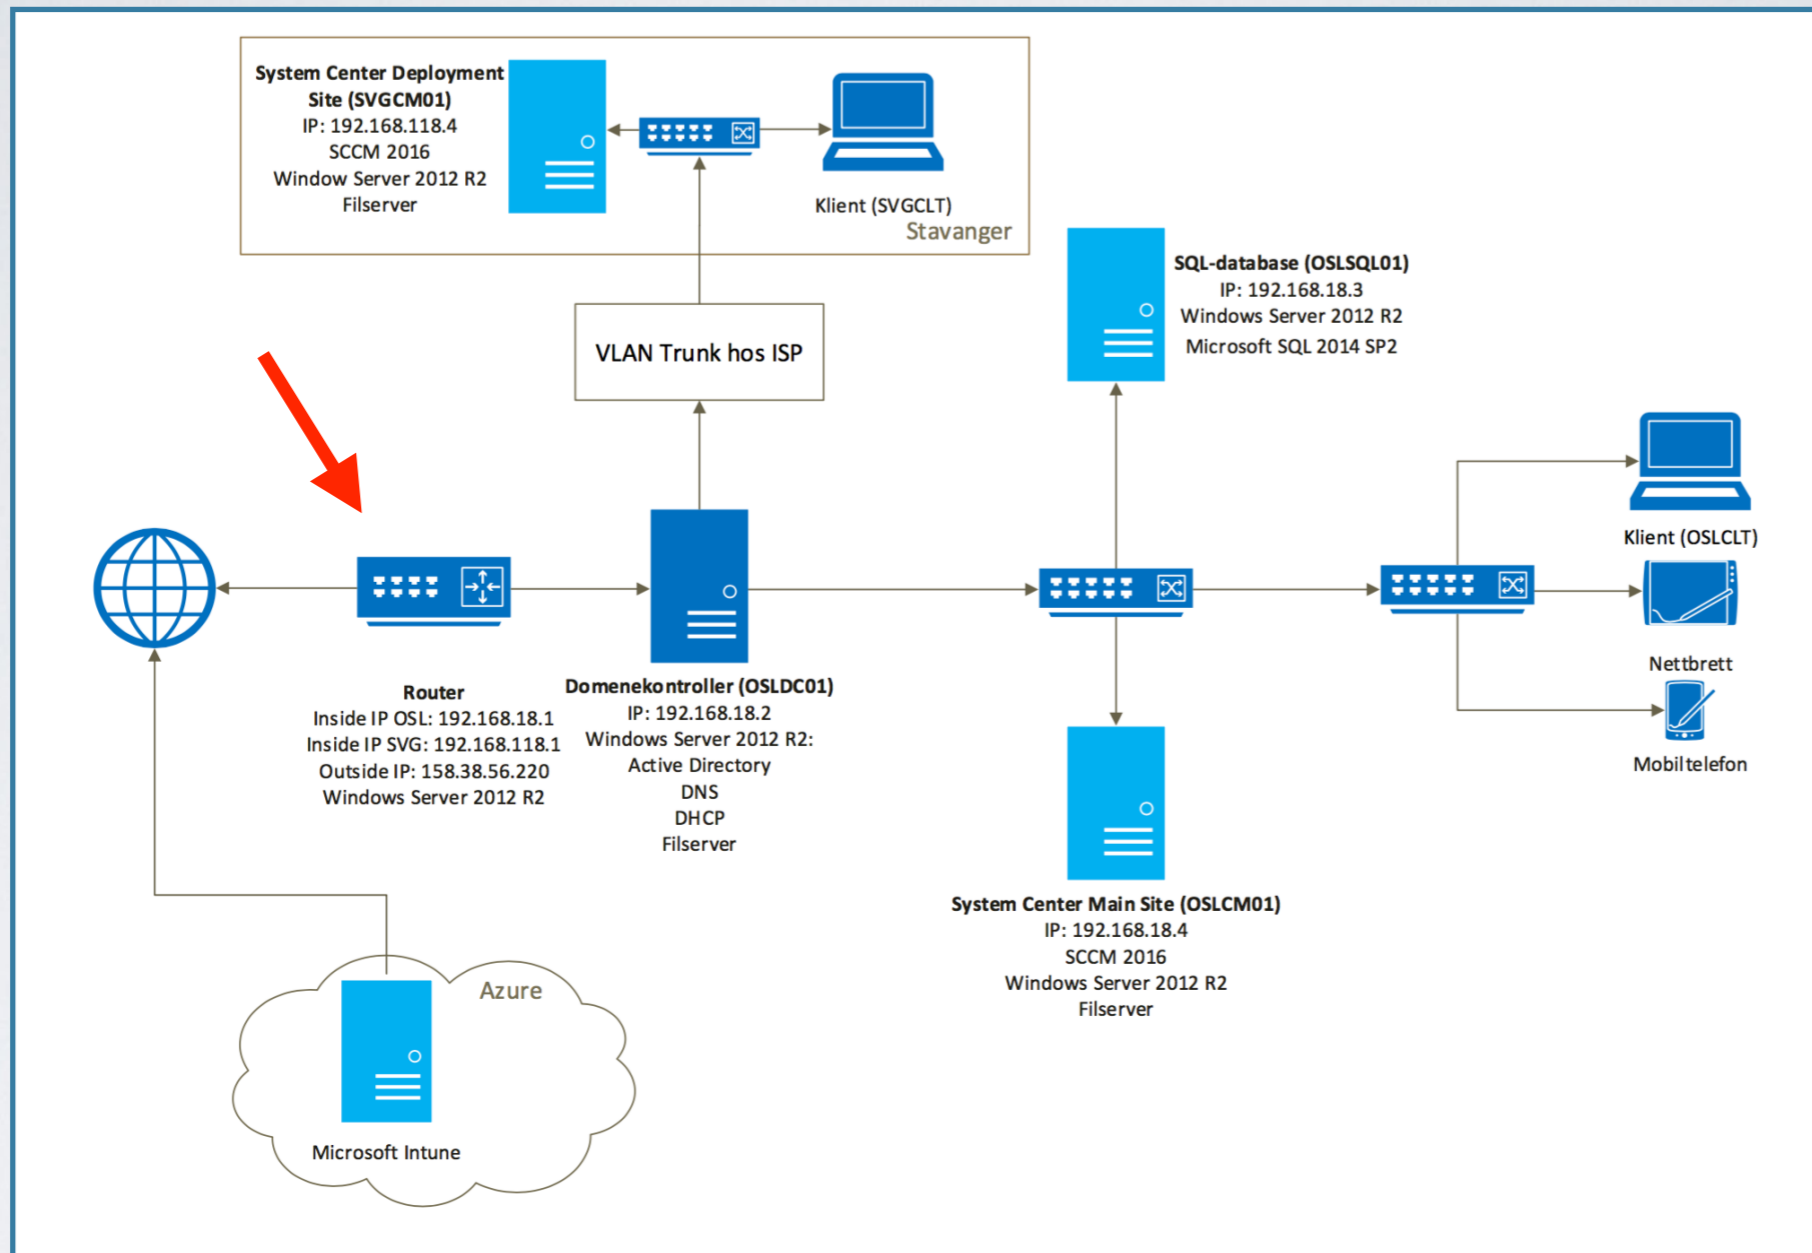 System Center Deployment
Site (SVGCM01)
IP: 192.168.118.4
SCCM 2016
Window Server 2012 R2
Filserver
Klient (SVGCLT)
Stavanger
VLAN Trunk hos ISP
SQL-database (OSLSQL01)
IP: 192.168.18.3
Windows Server 2012 R2
Microsoft SQL 2014 SP2
Klient (OSLCLT)
Nettbrett
Mobiltelefon
Router
Inside IP OSL: 192.168.18.1
Inside IP SVG: 192.168.118.1
Outside IP: 158.38.56.220
Windows Server 2012 R2
Domenekontroller (OSLDC01)
IP: 192.168.18.2
Windows Server 2012 R2:
Active Directory
DNS
DHCP
Filserver
System Center Main Site (OSLCM01)
IP: 192.168.18.4
SCCM 2016
Windows Server 2012 R2
Filserver
Azure
Microsoft Intune